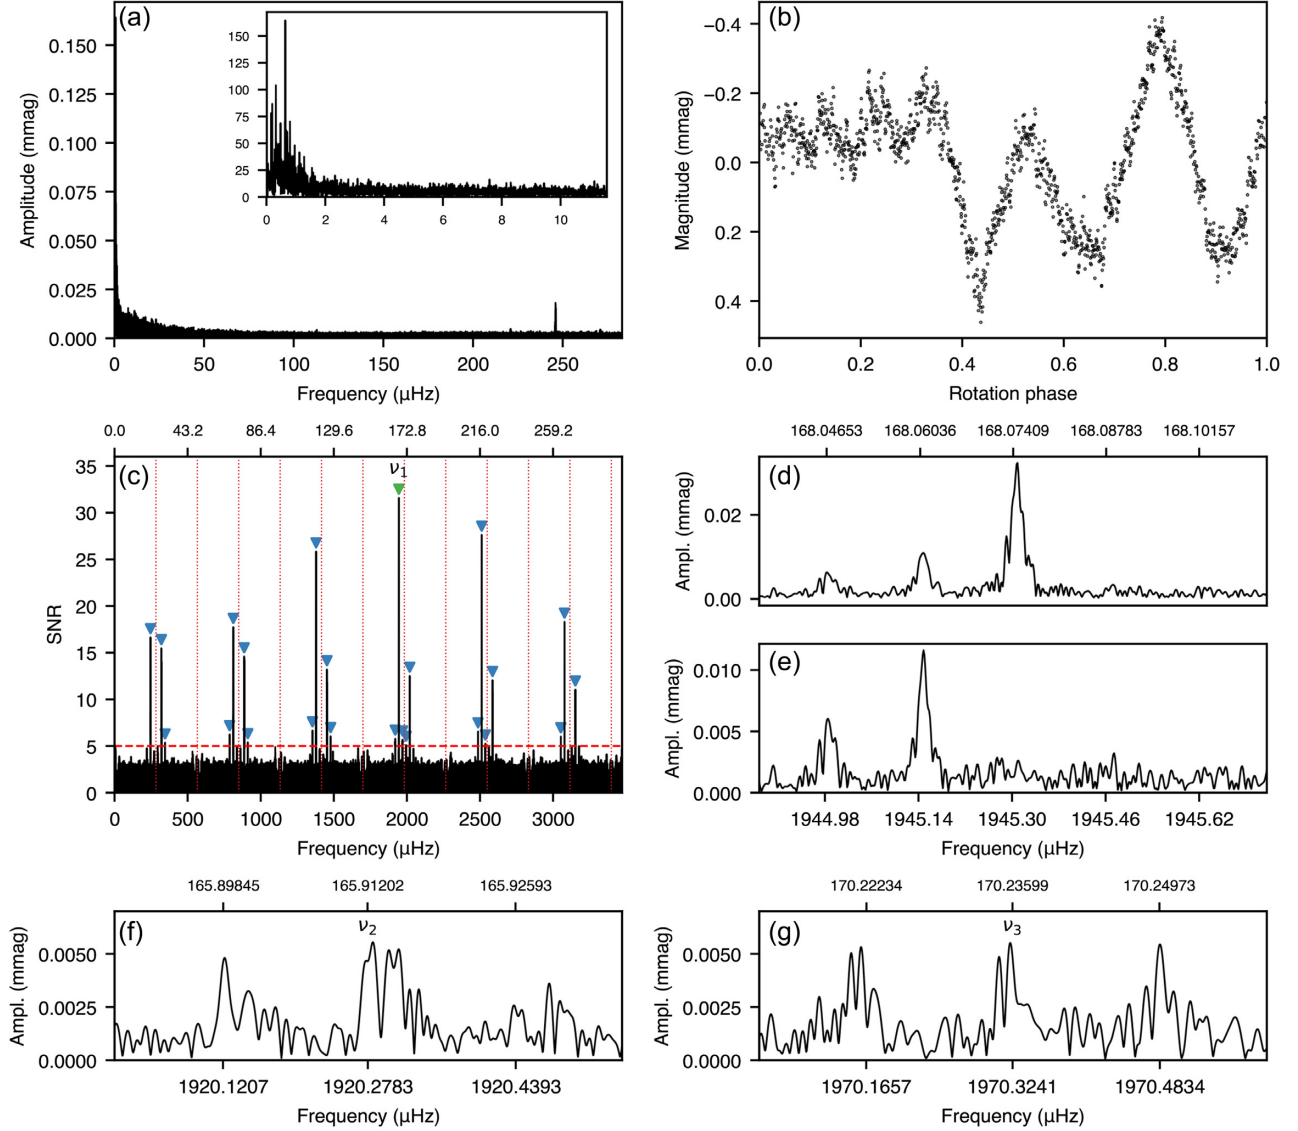 (a)
0.150
0.125
0.100
0.075
0.050
0.025
0.000
Amplitude (mmag)
150
125
100
75
50
25
0
0 2 4 6 8 10
0 50 100 150 200 250
Frequency (µHz)
(b)
−0.4
−0.2
0.0
0.2
0.4
Magnitude (mmag)
0.0 0.2 0.4 0.6 0.8 1.0
Rotation phase
0.0 43.2 86.4 129.6 172.8 216.0 259.2
(c)
ν1
35
30
25
20
15
10
5
0
SNR
0 500 1000 1500 2000 2500 3000
Frequency (µHz)
168.04653 168.06036 168.07409 168.08783 168.10157
(d)
0.02
0.00
Ampl. (mmag)
(e)
0.010
0.005
0.000
Ampl. (mmag)
1944.98 1945.14 1945.30 1945.46 1945.62
Frequency (µHz)
165.89845 165.91202 165.92593
(f)
ν2
0.0050
0.0025
0.0000
Ampl. (mmag)
1920.1207 1920.2783 1920.4393
Frequency (µHz)
170.22234 170.23599 170.24973
(g)
ν3
0.0050
0.0025
0.0000
Ampl. (mmag)
1970.1657 1970.3241 1970.4834
Frequency (µHz)